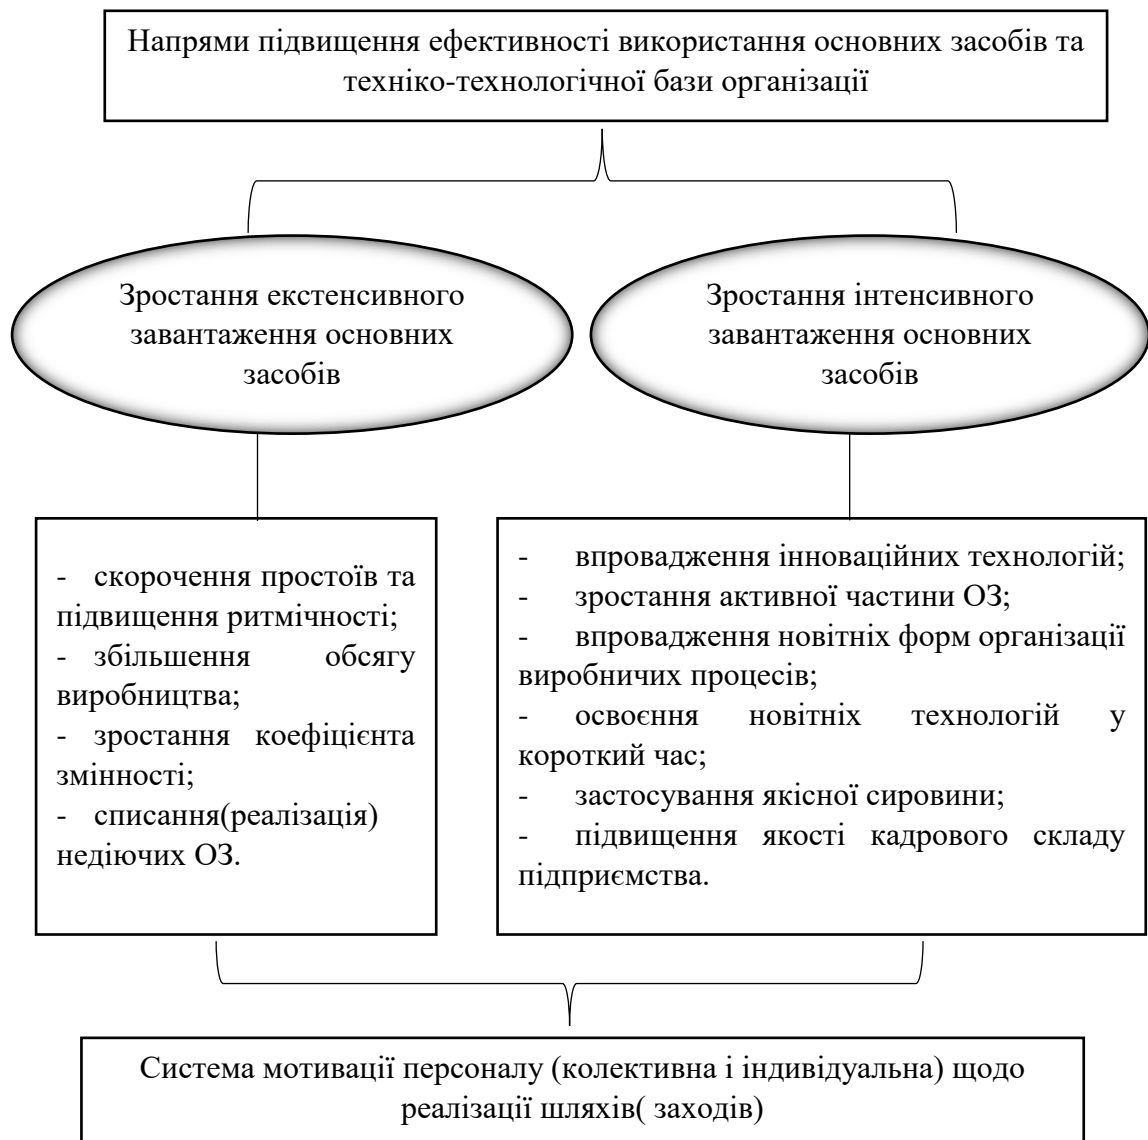 Напрями підвищення ефективності використання основних засобів та
техніко-технологічної бази організації
Зростання екстенсивного
завантаження основних
засобів
Зростання інтенсивного
завантаження основних
засобів
- скорочення простоїв та
підвищення ритмічності;
- збільшення обсягу
виробництва;
- зростання коефіцієнта
змінності;
- списання(реалізація)
недіючих ОЗ.
- впровадження інноваційних технологій;
- зростання активної частини ОЗ;
- впровадження новітніх форм організації
виробничих процесів;
- освоєння новітніх технологій у
короткий час;
- застосування якісної сировини;
- підвищення якості кадрового складу
підприємства.
Система мотивації персоналу (колективна і індивідуальна) щодо
реалізації шляхів( заходів)